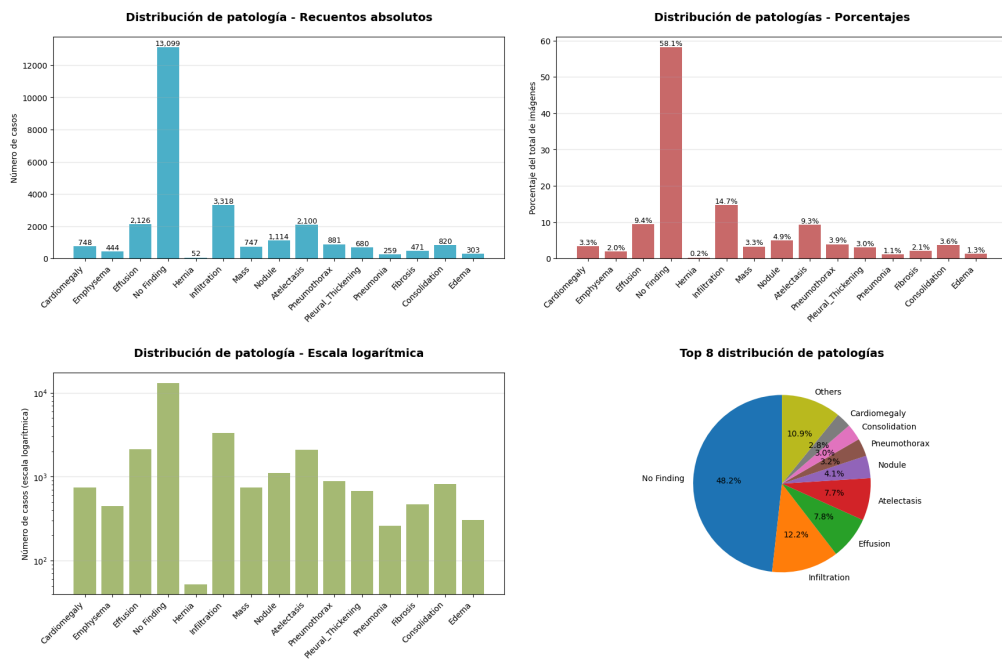 Distribución de patología - Recuentos absolutos
Número de casos
12000
10000
8000
6000
4000
2000
0
748
444
2,126
13,099
52
3,318
747
1,114
2,100
881
680
259
471
820
303
Cardiomegaly
Emphysema
Effusion
No Finding
Hernia
Infiltration
Mass
Nodule
Atelectasis
Pneumothorax
Pleural_Thickening
Pneumonia
Fibrosis
Consolidation
Edema
Distribución de patologías - Porcentajes
Porcentaje del total de imágenes
60
50
40
30
20
10
0
3.3%
2.0%
9.4%
58.1%
0.2%
14.7%
3.3%
4.9%
9.3%
3.9%
3.0%
1.1%
2.1%
3.6%
1.3%
Cardiomegaly
Emphysema
Effusion
No Finding
Hernia
Infiltration
Mass
Nodule
Atelectasis
Pneumothorax
Pleural_Thickening
Pneumonia
Fibrosis
Consolidation
Edema
Distribución de patología - Escala logarítmica
Número de casos (escala logarítmica)
10⁴
10³
10²
Cardiomegaly
Emphysema
Effusion
No Finding
Hernia
Infiltration
Mass
Nodule
Atelectasis
Pneumothorax
Pleural_Thickening
Pneumonia
Fibrosis
Consolidation
Edema
Top 8 distribución de patologías
Others
Cardiomegaly
Consolidation
Pneumothorax
Nodule
Atelectasis
Effusion
Infiltration
No Finding
10.9%
2.8%
3.0%
3.2%
4.1%
7.7%
7.8%
12.2%
48.2%